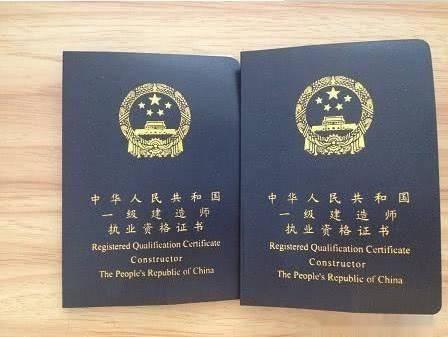 中华人民共和国
一级建造师
执业资格证书
Registered Qualification Certificate
Constructor
The People's Republic of China
中华人民共和国
一级建造师
执业资格证书
Registered Qualification Certificate
Constructor
The People's Republic of China